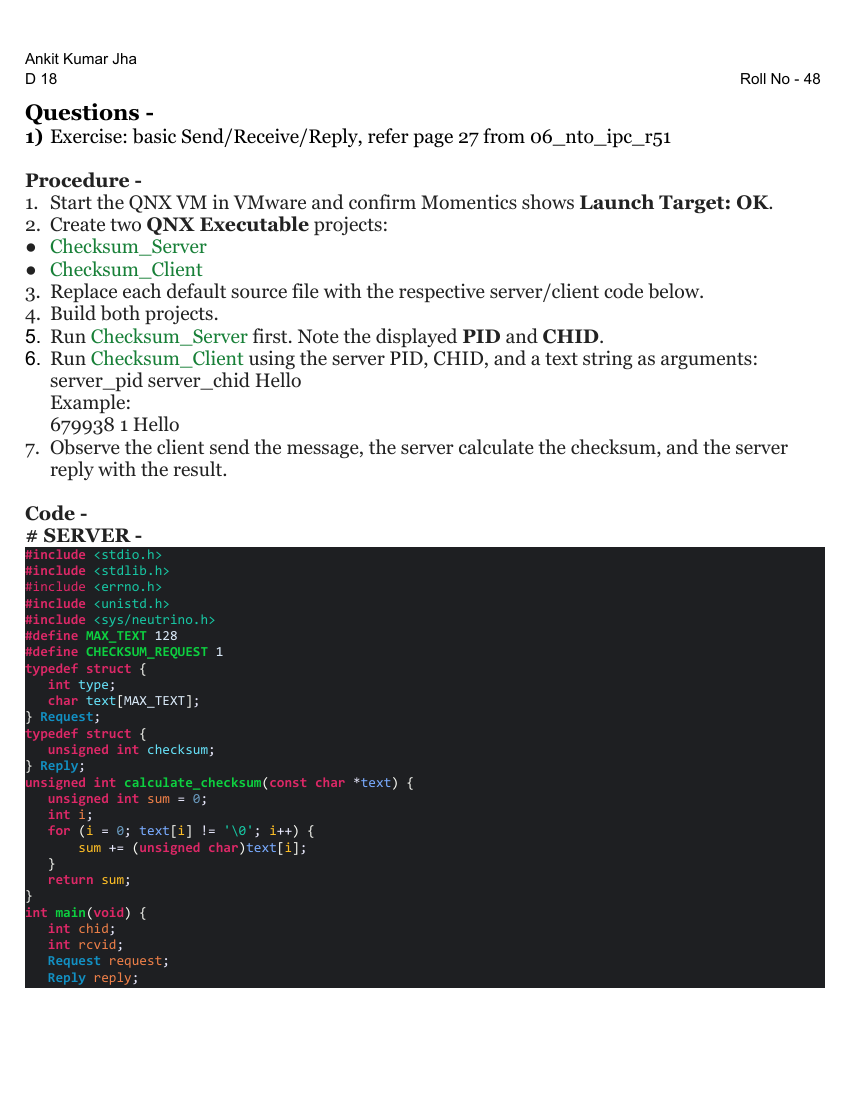 Ankit Kumar Jha
D 18
Roll No - 48
Questions -
1) Exercise: basic Send/Receive/Reply, refer page 27 from 06_nto_ipc_r51
Procedure -
1. Start the QNX VM in VMware and confirm Momentics shows Launch Target: OK.
2. Create two QNX Executable projects:
● Checksum_Server
● Checksum_Client
3. Replace each default source file with the respective server/client code below.
4. Build both projects.
5. Run Checksum_Server first. Note the displayed PID and CHID.
6. Run Checksum_Client using the server PID, CHID, and a text string as arguments:
server_pid server_chid Hello
Example:
679938 1 Hello
7. Observe the client send the message, the server calculate the checksum, and the server
reply with the result.
Code -
# SERVER -
#include <stdio.h>
#include <stdlib.h>
#include <errno.h>
#include <unistd.h>
#include <sys/neutrino.h>
#define MAX_TEXT 128
#define CHECKSUM_REQUEST 1
typedef struct {
   int type;
   char text[MAX_TEXT];
} Request;
typedef struct {
   unsigned int checksum;
} Reply;
unsigned int calculate_checksum(const char *text) {
   unsigned int sum = 0;
   int i;
   for (i = 0; text[i] != '\0'; i++) {
       sum += (unsigned char)text[i];
   }
   return sum;
}
int main(void) {
   int chid;
   int rcvid;
   Request request;
   Reply reply;